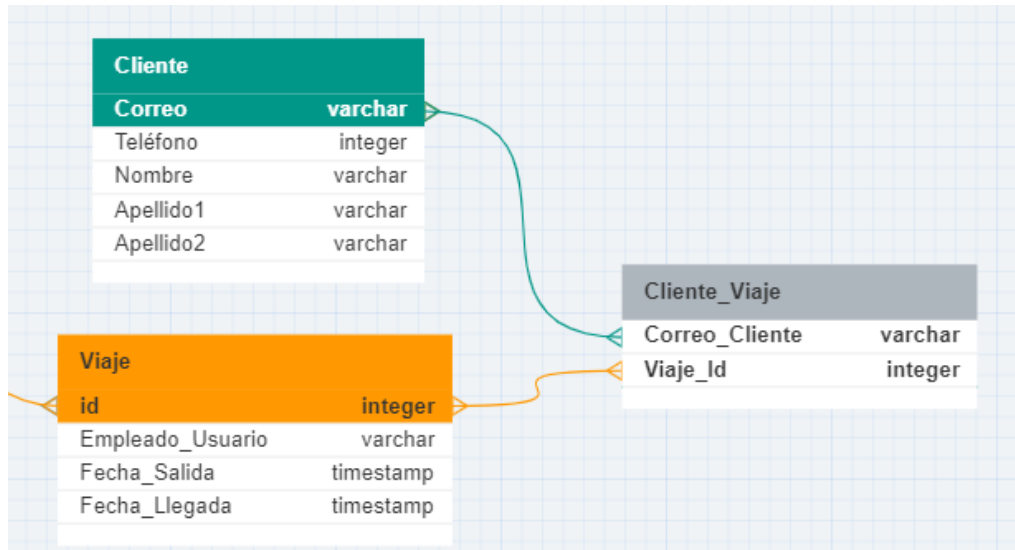 Cliente
Correo varchar
Teléfono integer
Nombre varchar
Apellido1 varchar
Apellido2 varchar
Cliente_Viaje
Correo_Cliente varchar
Viaje_Id integer
Viaje
id integer
Empleado_Usuario varchar
Fecha_Salida timestamp
Fecha_Llegada timestamp